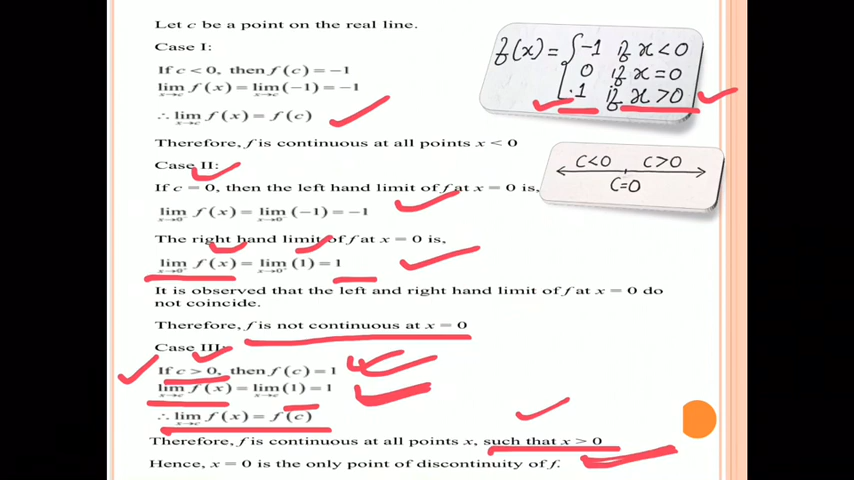 Let c be a point on the real line.
Case I:
If c < 0, then f (c) = −1
lim x→c f (x) = lim x→c (−1) = −1
∴ lim x→c f (x) = f (c)
Therefore, f is continuous at all points x < 0
Case II:
If c = 0, then the left hand limit of f at x = 0 is,
lim x→0⁻ f (x) = lim x→0⁻ (−1) = −1
The right hand limit of f at x = 0 is,
lim x→0⁺ f (x) = lim x→0⁺ (1) = 1
It is observed that the left and right hand limit of f at x = 0 do
not coincide.
Therefore, f is not continuous at x = 0
Case III:
If c > 0, then f (c) = 1
lim x→c f (x) = lim x→c (1) = 1
∴ lim x→c f (x) = f (c)
Therefore, f is continuous at all points x, such that x > 0
Hence, x = 0 is the only point of discontinuity of f.
f(x) = { −1 if x < 0
0 if x = 0
1 if x > 0
C<0 C>0
C=0